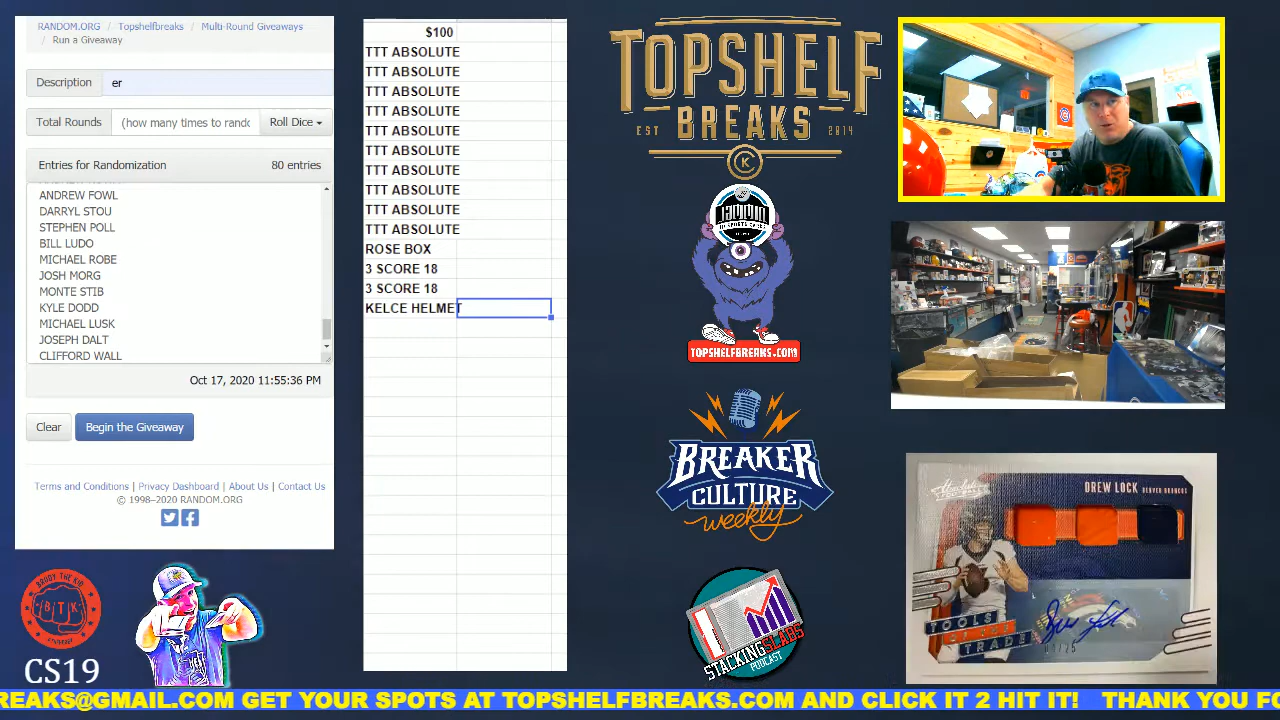 RANDOM.ORG / Topshelfbreaks / Multi-Round Giveaways
/ Run a Giveaway
Description er
Total Rounds (how many times to rando Roll Dice
Entries for Randomization 80 entries
ANDREW FOWL
DARRYL STOU
STEPHEN POLL
BILL LUDO
MICHAEL ROBE
JOSH MORG
MONTE STIB
KYLE DODD
MICHAEL LUSK
JOSEPH DALT
CLIFFORD WALL
Oct 17, 2020 11:55:36 PM
Clear Begin the Giveaway
Terms and Conditions | Privacy Dashboard | About Us | Contact Us
© 1998–2020 RANDOM.ORG
BTK
CS19
$100
TTT ABSOLUTE
TTT ABSOLUTE
TTT ABSOLUTE
TTT ABSOLUTE
TTT ABSOLUTE
TTT ABSOLUTE
TTT ABSOLUTE
TTT ABSOLUTE
TTT ABSOLUTE
TTT ABSOLUTE
ROSE BOX
3 SCORE 18
3 SCORE 18
KELCE HELMET
TOPSHELF
EST BREAKS 2014
K
TOPSHELFBREAKS.COM
BREAKER
CULTURE
weekly
STACKING SLABS
PODCAST
Absolute
DREW LOCK DENVER BRONCOS
TOOLS
OF THE
TRADE
REAKS@GMAIL.COM GET YOUR SPOTS AT TOPSHELFBREAKS.COM AND CLICK IT 2 HIT IT! THANK YOU FO